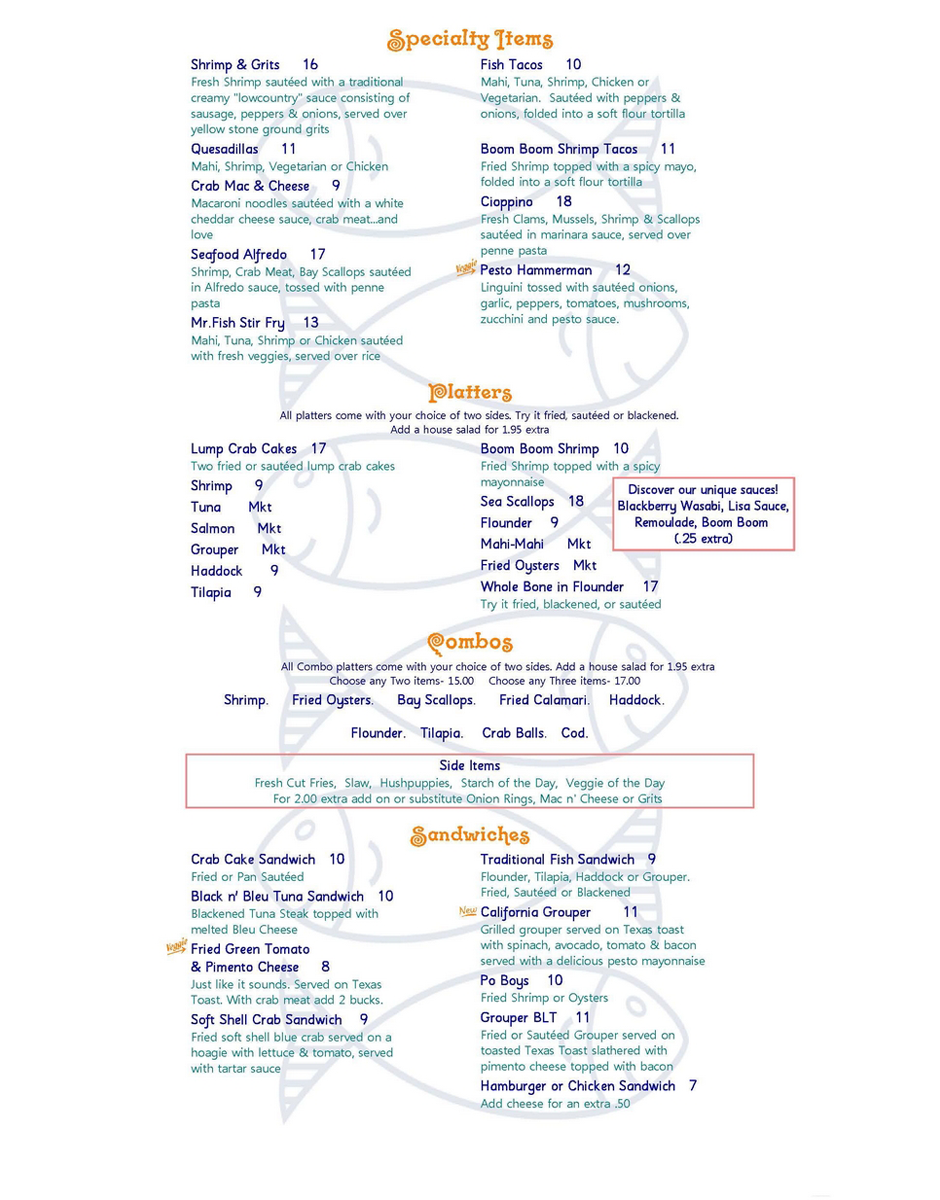 Specialty Items
Shrimp & Grits 16
Fresh Shrimp sautéed with a traditional
creamy "lowcountry" sauce consisting of
sausage, peppers & onions, served over
yellow stone ground grits
Quesadillas 11
Mahi, Shrimp, Vegetarian or Chicken
Crab Mac & Cheese 9
Macaroni noodles sautéed with a white
cheddar cheese sauce, crab meat...and
love
Seafood Alfredo 17
Shrimp, Crab Meat, Bay Scallops sautéed
in Alfredo sauce, tossed with penne
pasta
Mr.Fish Stir Fry 13
Mahi, Tuna, Shrimp or Chicken sautéed
with fresh veggies, served over rice
Fish Tacos 10
Mahi, Tuna, Shrimp, Chicken or
Vegetarian. Sautéed with peppers &
onions, folded into a soft flour tortilla
Boom Boom Shrimp Tacos 11
Fried Shrimp topped with a spicy mayo,
folded into a soft flour tortilla
Cioppino 18
Fresh Clams, Mussels, Shrimp & Scallops
sautéed in marinara sauce, served over
penne pasta
Veggie Pesto Hammerman 12
Linguini tossed with sautéed onions,
garlic, peppers, tomatoes, mushrooms,
zucchini and pesto sauce.
Platters
All platters come with your choice of two sides. Try it fried, sautéed or blackened.
Add a house salad for 1.95 extra
Lump Crab Cakes 17
Two fried or sautéed lump crab cakes
Shrimp 9
Tuna Mkt
Salmon Mkt
Grouper Mkt
Haddock 9
Tilapia 9
Boom Boom Shrimp 10
Fried Shrimp topped with a spicy
mayonnaise
Sea Scallops 18
Flounder 9
Mahi-Mahi Mkt
Fried Oysters Mkt
Whole Bone in Flounder 17
Try it fried, blackened, or sautéed
Discover our unique sauces!
Blackberry Wasabi, Lisa Sauce,
Remoulade, Boom Boom
(.25 extra)
Combos
All Combo platters come with your choice of two sides. Add a house salad for 1.95 extra
Choose any Two items- 15.00 Choose any Three items- 17.00
Shrimp. Fried Oysters. Bay Scallops. Fried Calamari. Haddock.
Flounder. Tilapia. Crab Balls. Cod.
Side Items
Fresh Cut Fries, Slaw, Hushpuppies, Starch of the Day, Veggie of the Day
For 2.00 extra add on or substitute Onion Rings, Mac n' Cheese or Grits
Sandwiches
Crab Cake Sandwich 10
Fried or Pan Sautéed
Black n' Bleu Tuna Sandwich 10
Blackened Tuna Steak topped with
melted Bleu Cheese
Veggie Fried Green Tomato
& Pimento Cheese 8
Just like it sounds. Served on Texas
Toast. With crab meat add 2 bucks.
Soft Shell Crab Sandwich 9
Fried soft shell blue crab served on a
hoagie with lettuce & tomato, served
with tartar sauce
Traditional Fish Sandwich 9
Flounder, Tilapia, Haddock or Grouper.
Fried, Sautéed or Blackened
New California Grouper 11
Grilled grouper served on Texas toast
with spinach, avocado, tomato & bacon
served with a delicious pesto mayonnaise
Po Boys 10
Fried Shrimp or Oysters
Grouper BLT 11
Fried or Sautéed Grouper served on
toasted Texas Toast slathered with
pimento cheese topped with bacon
Hamburger or Chicken Sandwich 7
Add cheese for an extra .50